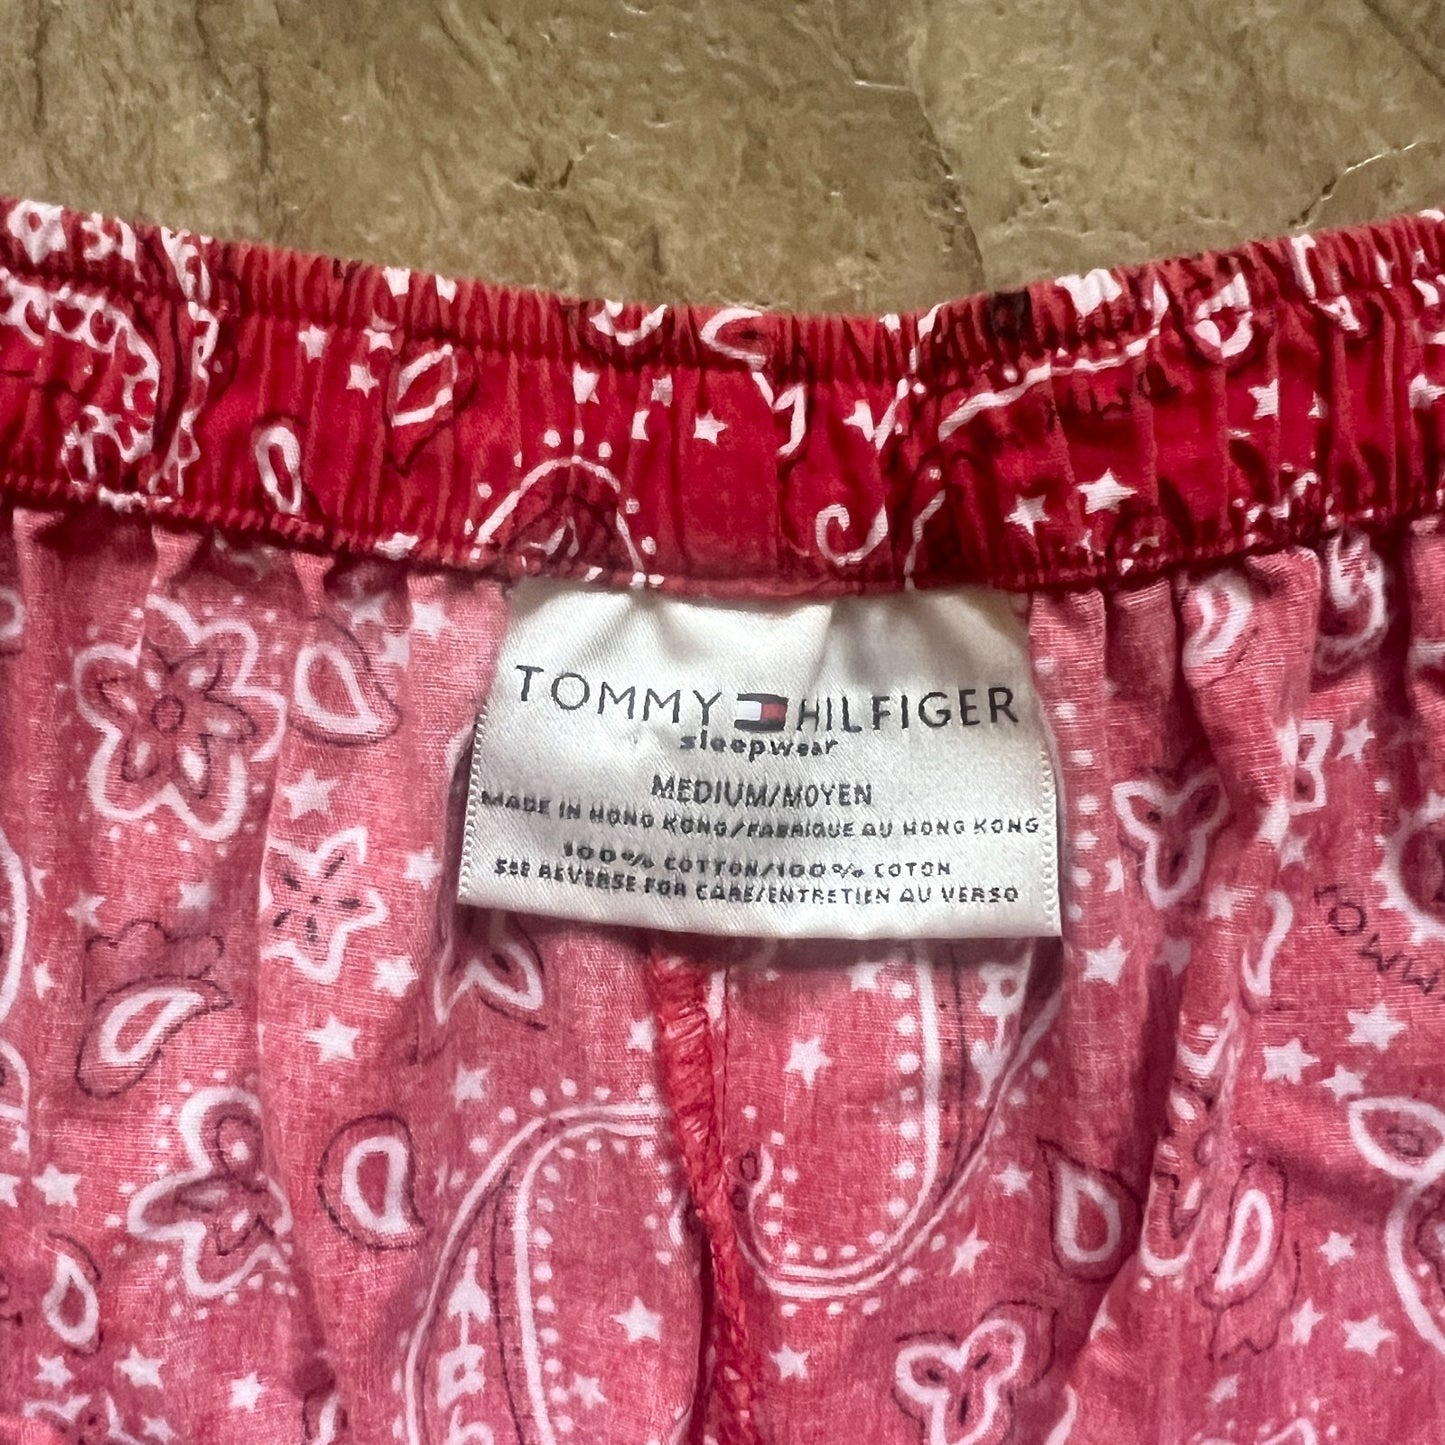 TOMMY HILFIGER
sleepwear
MEDIUM/MOYEN
MADE IN HONG KONG/FABRIQUE AU HONG KONG
100% COTTON/100% COTON
SEE REVERSE FOR CARE/ENTRETIEN AU VERSO
TOMM